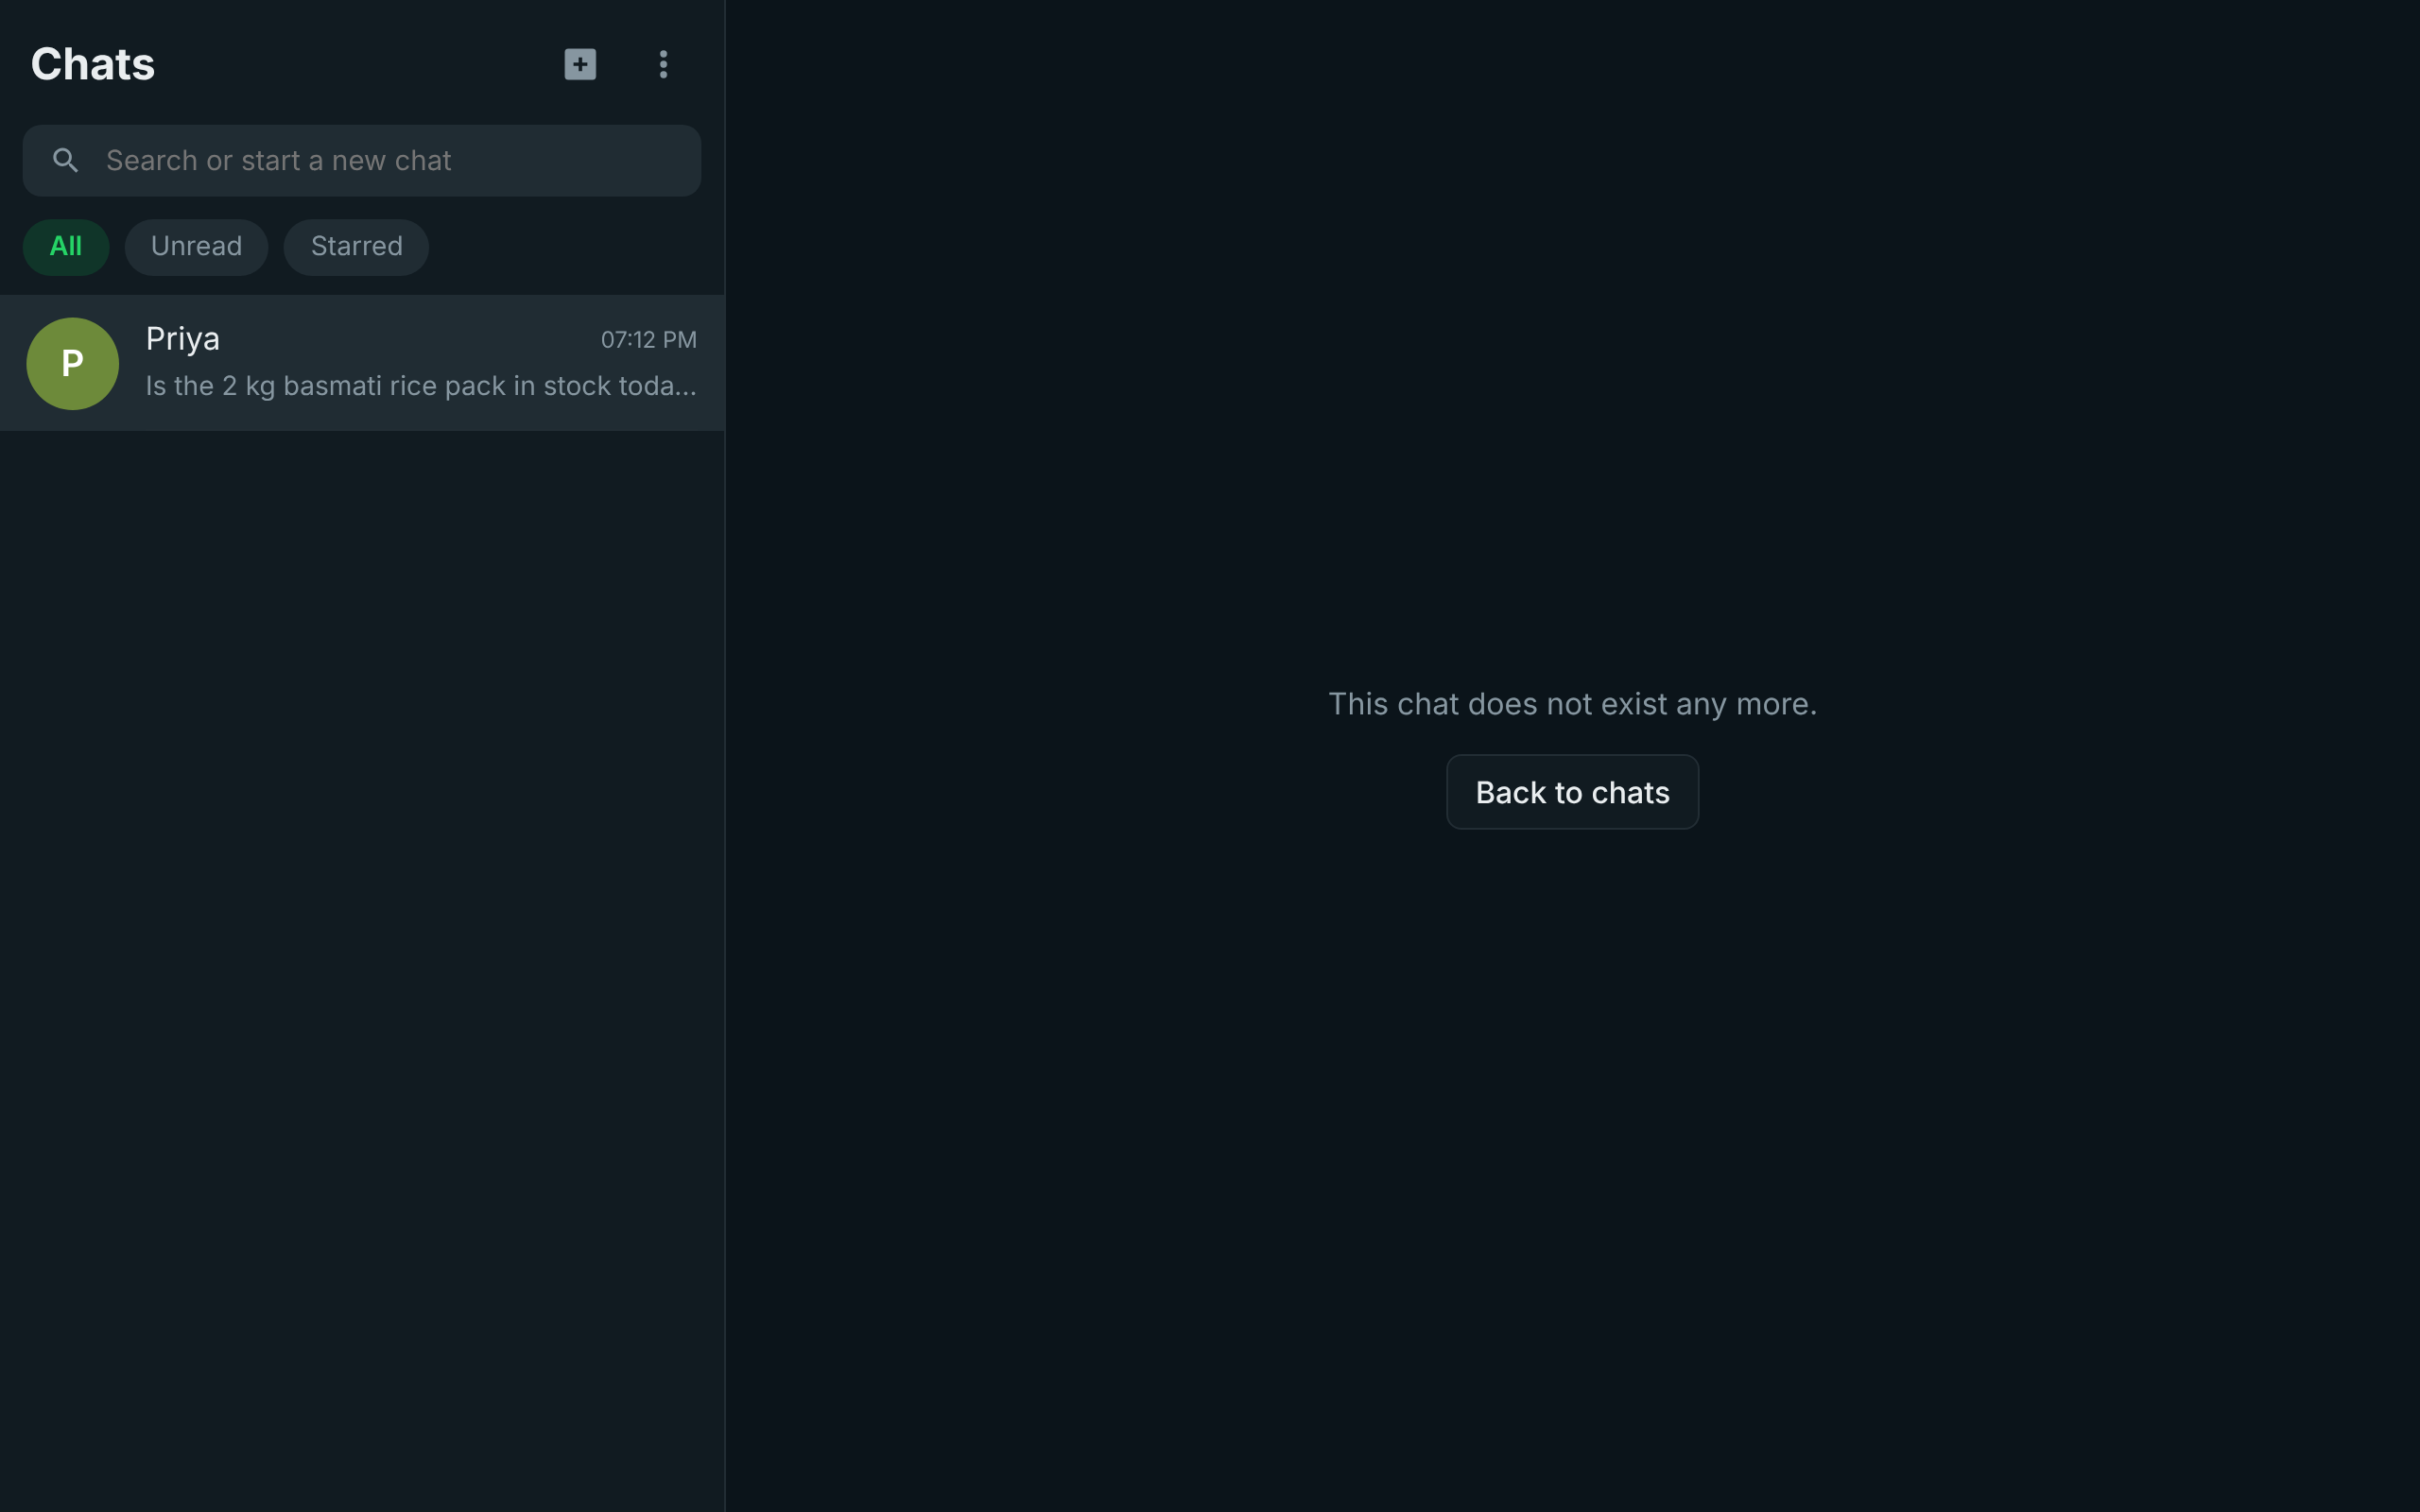 Chats
Search or start a new chat
All Unread Starred
P
Priya 07:12 PM
Is the 2 kg basmati rice pack in stock toda...
This chat does not exist any more.
Back to chats